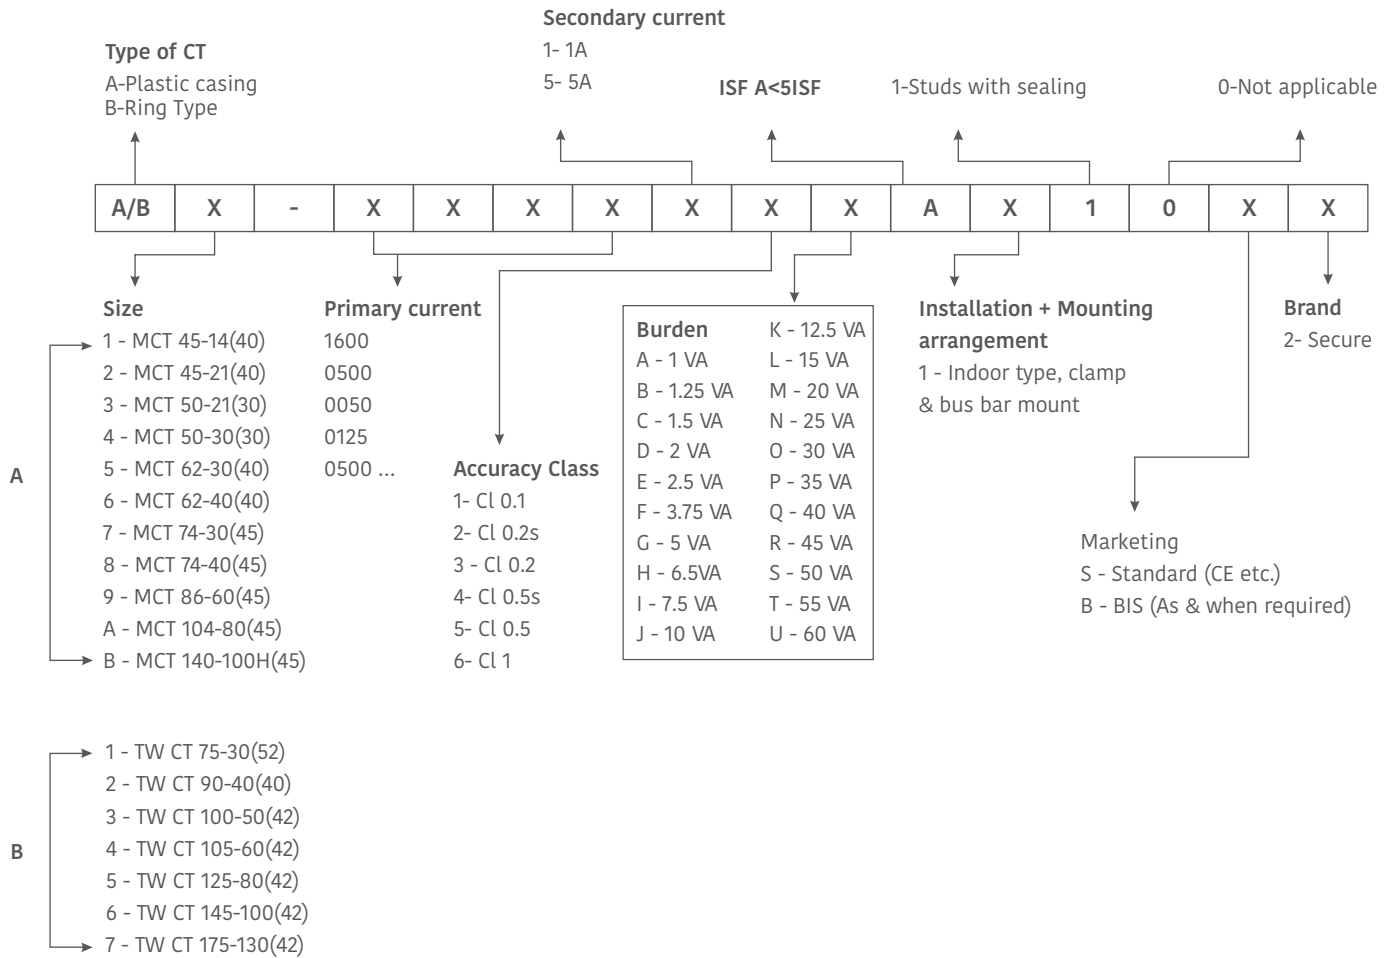 Secondary current
1- 1A
5- 5A
Type of CT
A-Plastic casing
B-Ring Type
ISF A<5ISF
1-Studs with sealing
0-Not applicable
A/B X - X X X X X X X A X 1 0 X X
Size
1 - MCT 45-14(40)
2 - MCT 45-21(40)
3 - MCT 50-21(30)
4 - MCT 50-30(30)
5 - MCT 62-30(40)
6 - MCT 62-40(40)
7 - MCT 74-30(45)
8 - MCT 74-40(45)
9 - MCT 86-60(45)
A - MCT 104-80(45)
B - MCT 140-100H(45)
A
Primary current
1600
0500
0050
0125
0500 ...
Accuracy Class
1- Cl 0.1
2- Cl 0.2s
3 - Cl 0.2
4- Cl 0.5s
5- Cl 0.5
6- Cl 1
Burden
A - 1 VA
B - 1.25 VA
C - 1.5 VA
D - 2 VA
E - 2.5 VA
F - 3.75 VA
G - 5 VA
H - 6.5VA
I - 7.5 VA
J - 10 VA
K - 12.5 VA
L - 15 VA
M - 20 VA
N - 25 VA
O - 30 VA
P - 35 VA
Q - 40 VA
R - 45 VA
S - 50 VA
T - 55 VA
U - 60 VA
Installation + Mounting
arrangement
1 - Indoor type, clamp
& bus bar mount
Brand
2- Secure
Marketing
S - Standard (CE etc.)
B - BIS (As & when required)
1 - TW CT 75-30(52)
2 - TW CT 90-40(40)
3 - TW CT 100-50(42)
4 - TW CT 105-60(42)
5 - TW CT 125-80(42)
6 - TW CT 145-100(42)
7 - TW CT 175-130(42)
B